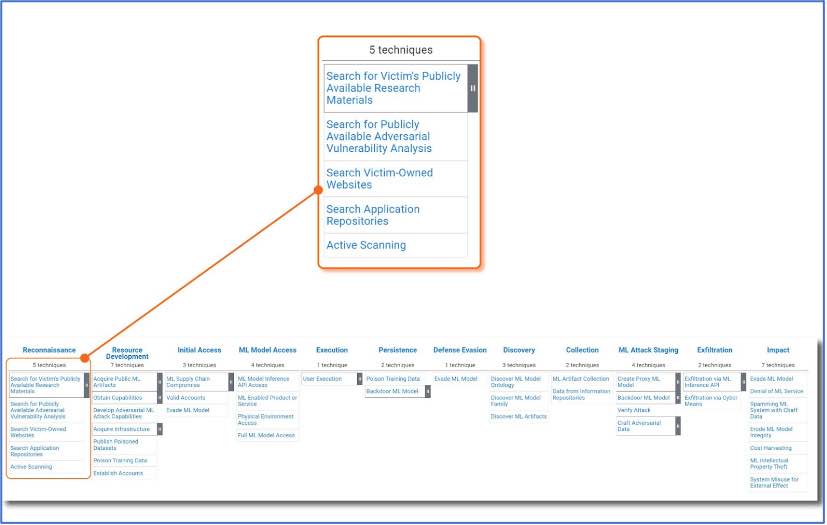 5 techniques
Search for Victim's Publicly
Available Research
Materials
Search for Publicly
Available Adversarial
Vulnerability Analysis
Search Victim-Owned
Websites
Search Application
Repositories
Active Scanning
Reconnaissance
5 techniques
Search for Victim's Publicly
Available Research
Materials
Search for Publicly
Available Adversarial
Vulnerability Analysis
Search Victim-Owned
Websites
Search Application
Repositories
Active Scanning
Resource
Development
7 techniques
Acquire Public ML
Artifacts
Obtain Capabilities
Develop Adversarial ML
Attack Capabilities
Acquire Infrastructure
Publish Poisoned
Datasets
Poison Training Data
Establish Accounts
Initial Access
3 techniques
ML Supply Chain
Compromise
Valid Accounts
Evade ML Model
ML Model Access
4 techniques
ML Model Inference
API Access
ML-Enabled Product or
Service
Physical Environment
Access
Full ML Model Access
Execution
1 technique
User Execution
Persistence
2 techniques
Poison Training Data
Backdoor ML Model
Defense Evasion
1 technique
Evade ML Model
Discovery
3 techniques
Discover ML Model
Ontology
Discover ML Model
Family
Discover ML Artifacts
Collection
2 techniques
ML Artifact Collection
Data from Information
Repositories
ML Attack Staging
4 techniques
Create Proxy ML
Model
Backdoor ML Model
Verify Attack
Craft Adversarial
Data
Exfiltration
2 techniques
Exfiltration via ML
Inference API
Exfiltration via Cyber
Means
Impact
7 techniques
Evade ML Model
Denial of ML Service
Spamming ML
System with Chaff
Data
Erode ML Model
Integrity
Cost Harvesting
ML Intellectual
Property Theft
System Misuse for
External Effect